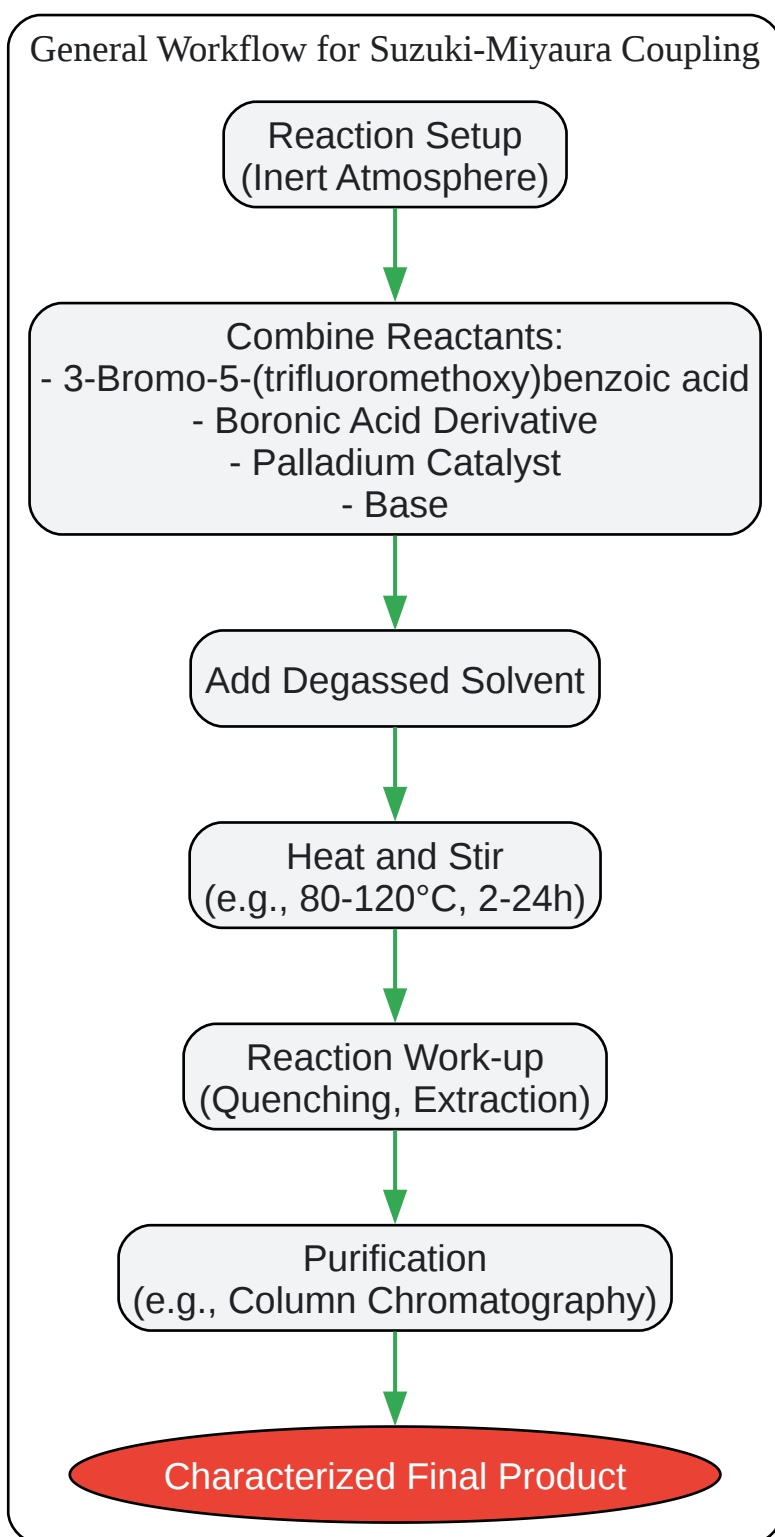 General Workflow for Suzuki-Miyaura Coupling
Reaction Setup
(Inert Atmosphere)
Combine Reactants:
- 3-Bromo-5-(trifluoromethoxy)benzoic acid
- Boronic Acid Derivative
- Palladium Catalyst
- Base
Add Degassed Solvent
Heat and Stir
(e.g., 80-120°C, 2-24h)
Reaction Work-up
(Quenching, Extraction)
Purification
(e.g., Column Chromatography)
Characterized Final Product